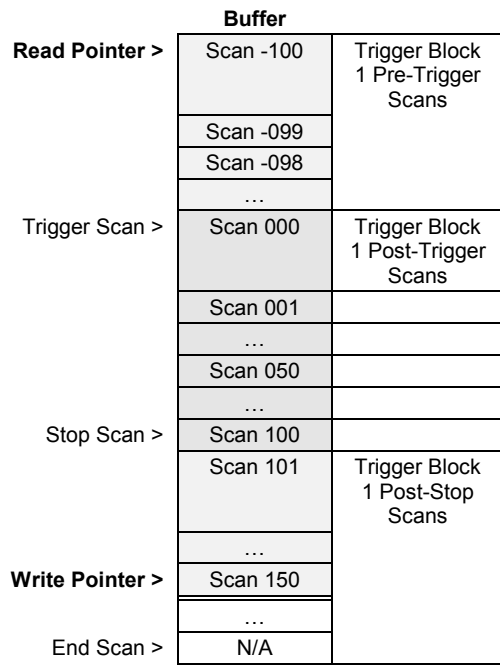 Buffer
Read Pointer > Scan -100 Trigger Block
1 Pre-Trigger
Scans
Scan -099
Scan -098
…
Trigger Scan > Scan 000 Trigger Block
1 Post-Trigger
Scans
Scan 001
…
Scan 050
…
Stop Scan > Scan 100
Scan 101 Trigger Block
1 Post-Stop
Scans
…
Write Pointer > Scan 150
…
End Scan > N/A